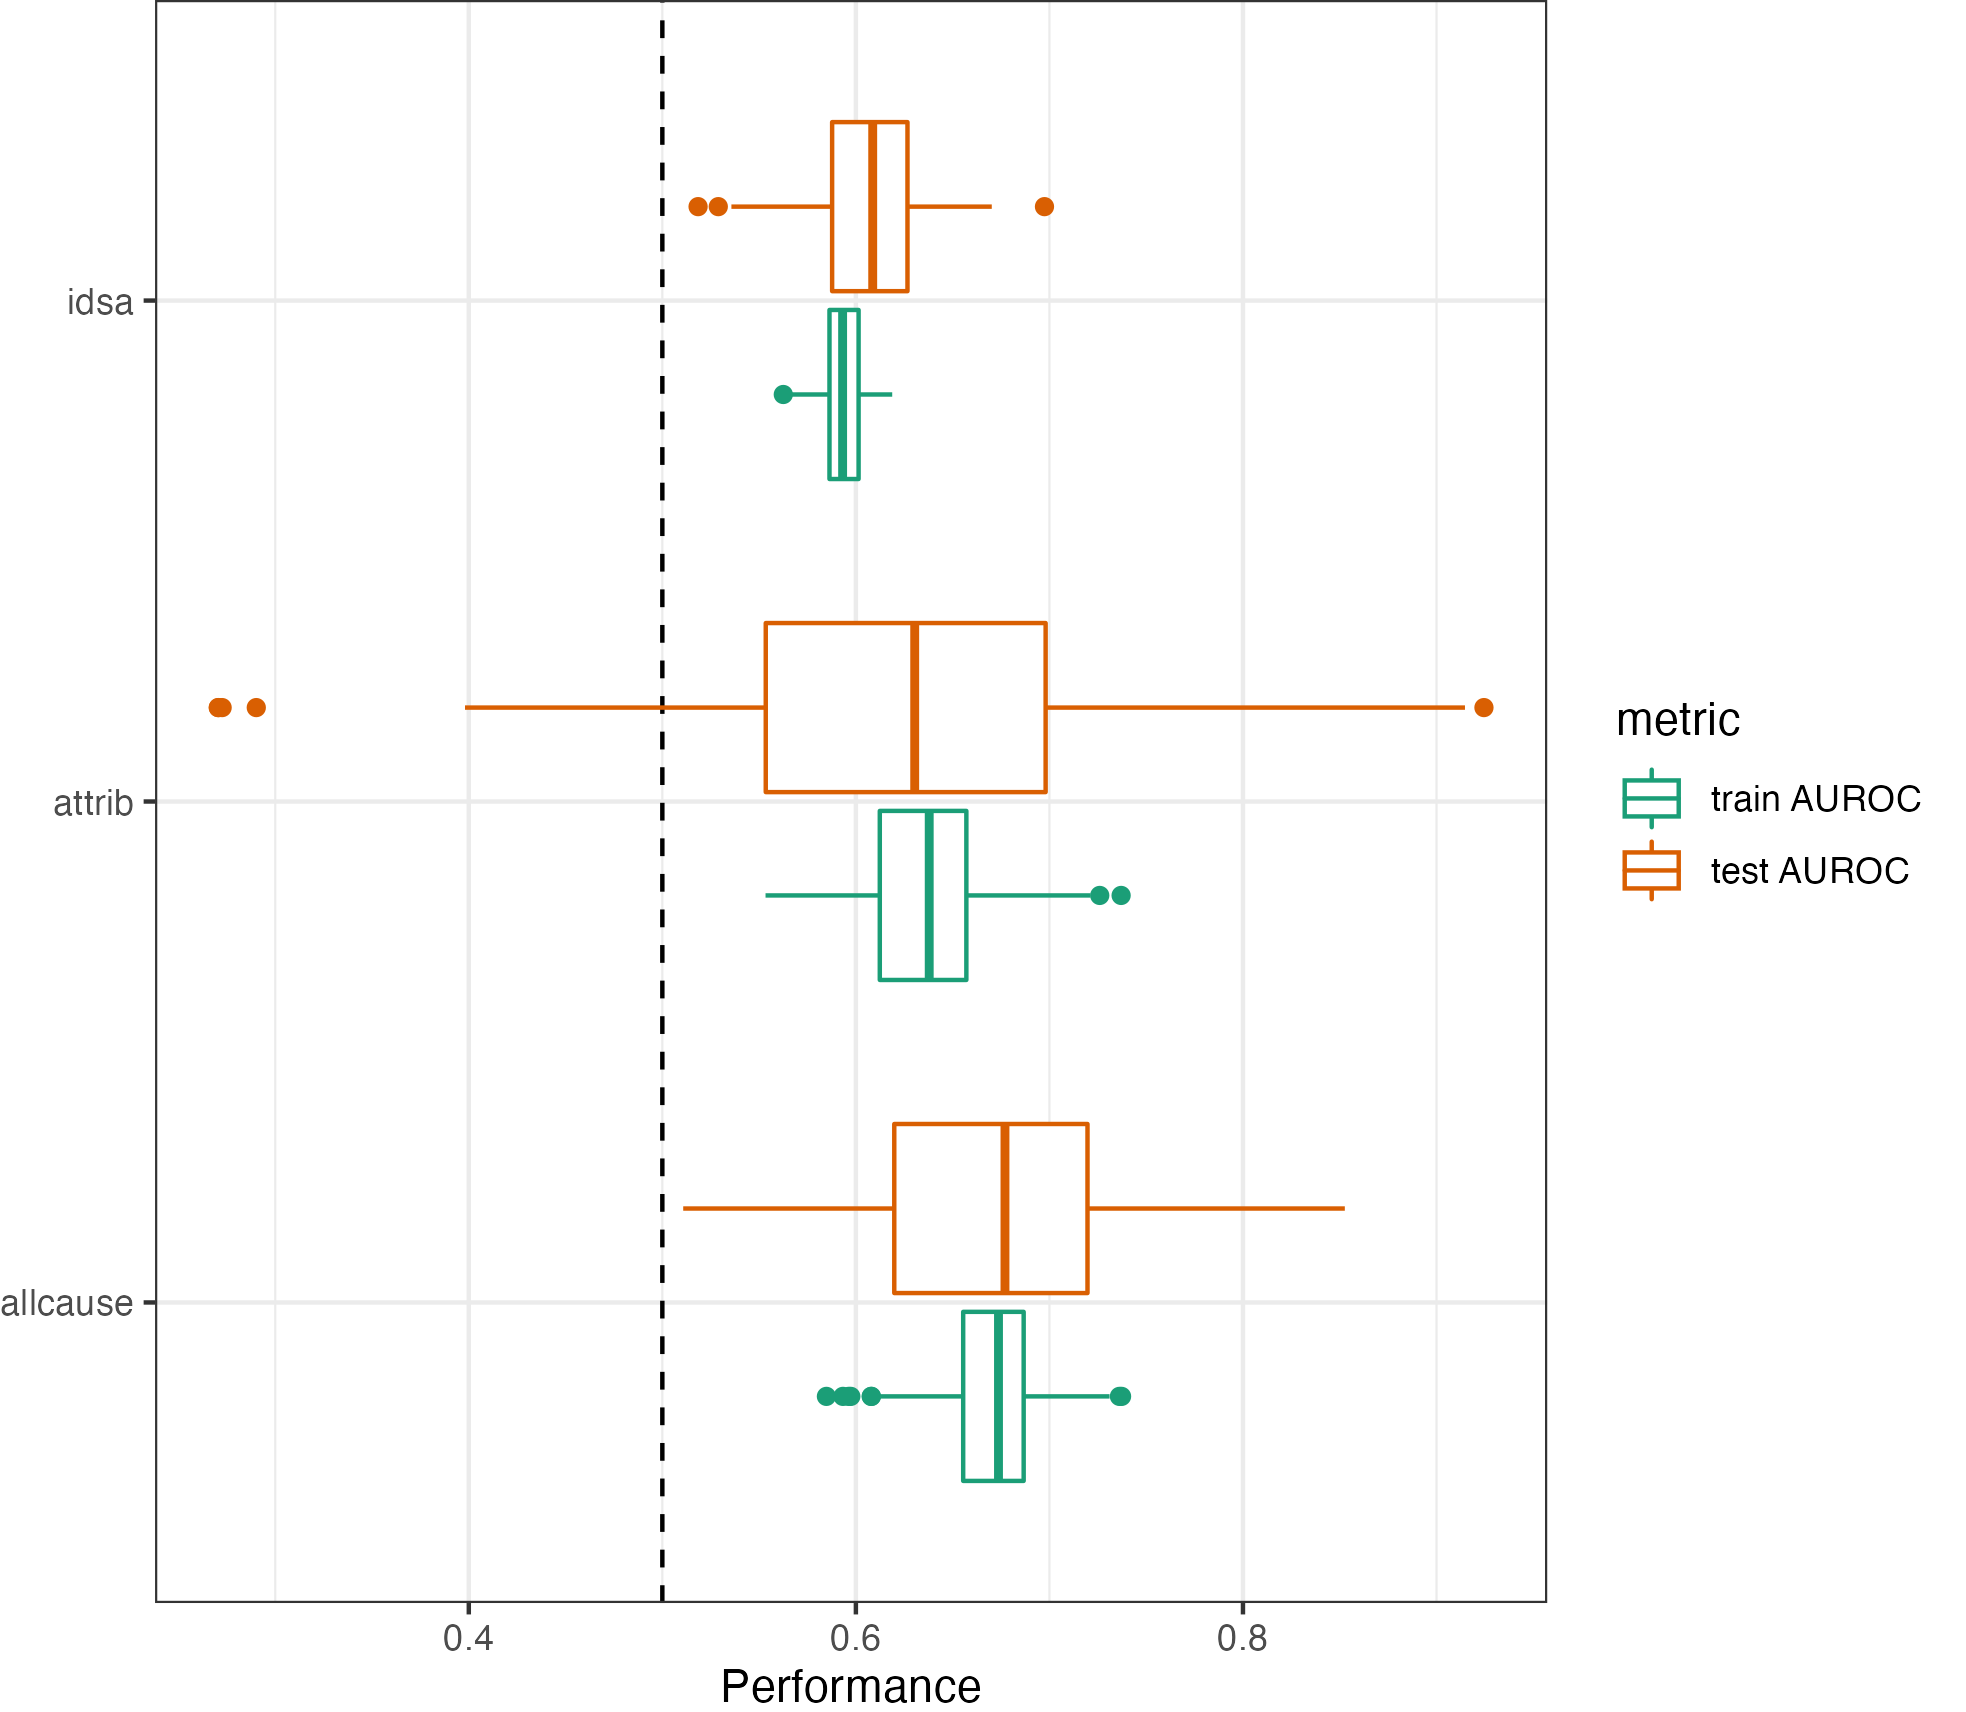 idsa
attrib
allcause
0.4 0.6 0.8
Performance
metric
train AUROC
test AUROC